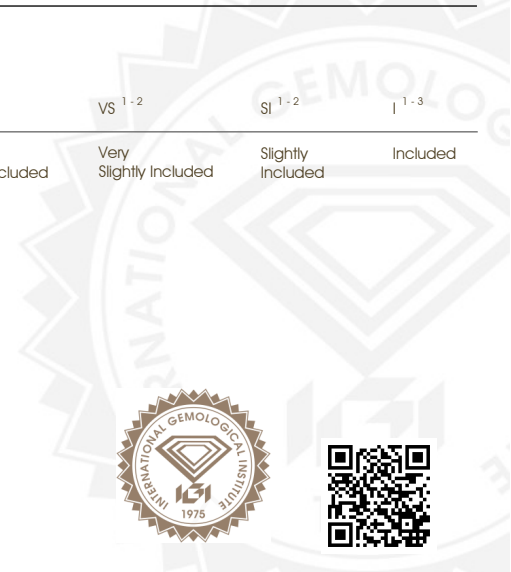 VS 1 - 2
SI 1 - 2
I 1 - 3
cluded
Very
Slightly Included
Slightly
Included
Included
INTERNATIONAL GEMOLOGICAL INSTITUTE
IGI
1975